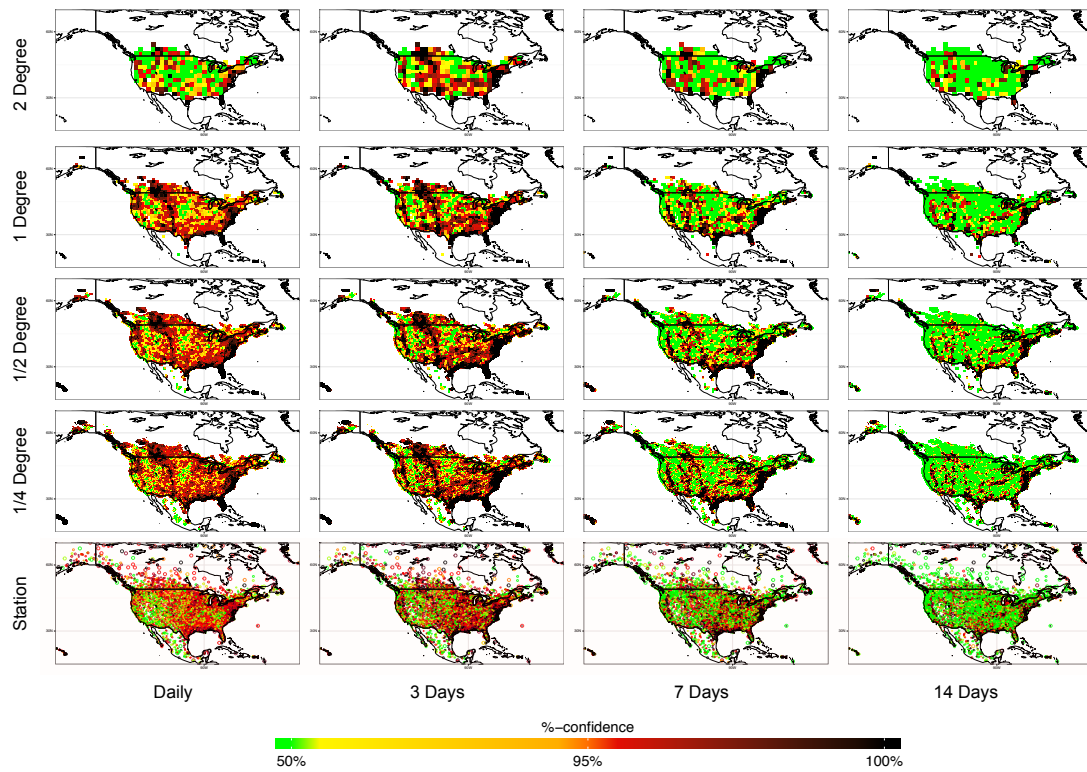 2 Degree
1 Degree
1/2 Degree
1/4 Degree
Station
Daily
3 Days
7 Days
14 Days
%−confidence
50%
95%
100%